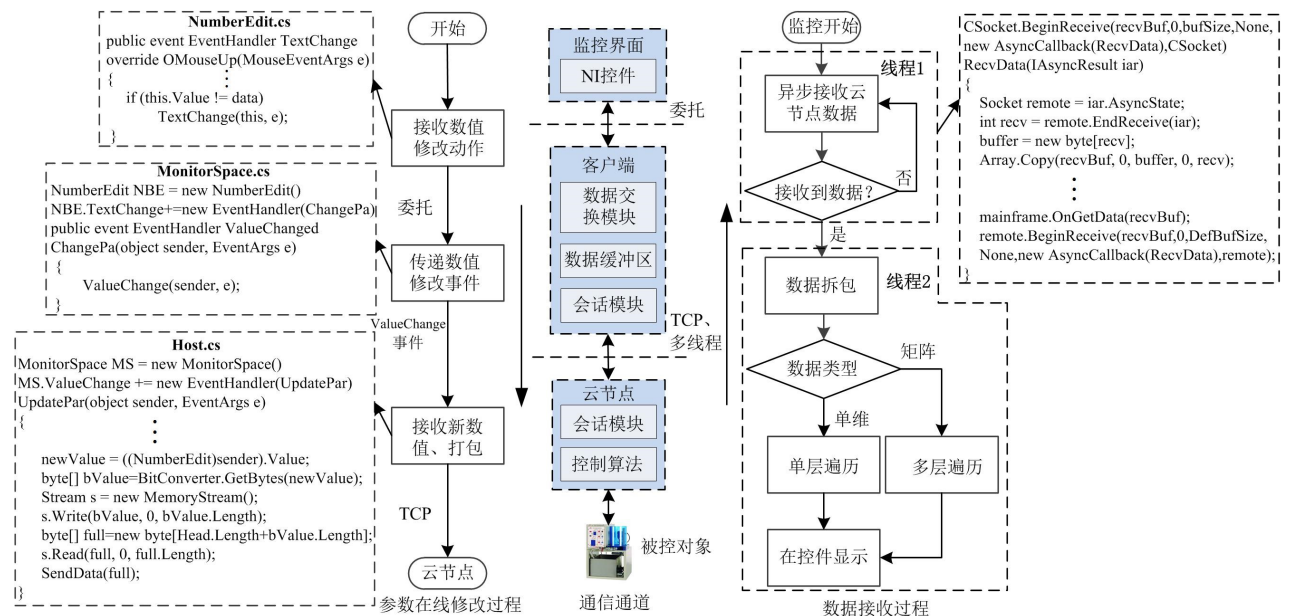 NumberEdit.cs
public event EventHandler TextChange
override OMouseUp(MouseEventArgs e)
{
⋮
if (this.Value != data)
TextChange(this, e);
}
MonitorSpace.cs
NumberEdit NBE = new NumberEdit()
NBE.TextChange+=new EventHandler(ChangePa)
public event EventHandler ValueChanged
ChangePa(object sender, EventArgs e)
{
ValueChange(sender, e);
}
Host.cs
MonitorSpace MS = new MonitorSpace()
MS.ValueChange += new EventHandler(UpdatePar)
UpdatePar(object sender, EventArgs e)
{
⋮
newValue = ((NumberEdit)sender).Value;
byte[] bValue=BitConverter.GetBytes(newValue);
Stream s = new MemoryStream();
s.Write(bValue, 0, bValue.Length);
byte[] full=new byte[Head.Length+bValue.Length];
s.Read(full, 0, full.Length);
SendData(full);
}
开始
接收数值
修改动作
委托
传递数值
修改事件
ValueChange
事件
接收新数
值、打包
TCP
云节点
参数在线修改过程
监控界面
NI控件
委托
客户端
数据交
换模块
数据缓冲区
会话模块
TCP、
多线程
云节点
会话模块
控制算法
被控对象
通信通道
监控开始
线程1
异步接收云
节点数据
接收到数据？
否
是
数据拆包
线程2
数据类型
矩阵
单维
单层遍历
多层遍历
在控件显示
数据接收过程
CSocket.BeginReceive(recvBuf,0,bufSize,None,
new AsyncCallback(RecvData),CSocket)
RecvData(IAsyncResult iar)
{
Socket remote = iar.AsyncState;
int recv = remote.EndReceive(iar);
buffer = new byte[recv];
Array.Copy(recvBuf, 0, buffer, 0, recv);
⋮
mainframe.OnGetData(recvBuf);
remote.BeginReceive(recvBuf,0,DefBufSize,
None,new AsyncCallback(RecvData),remote);
}